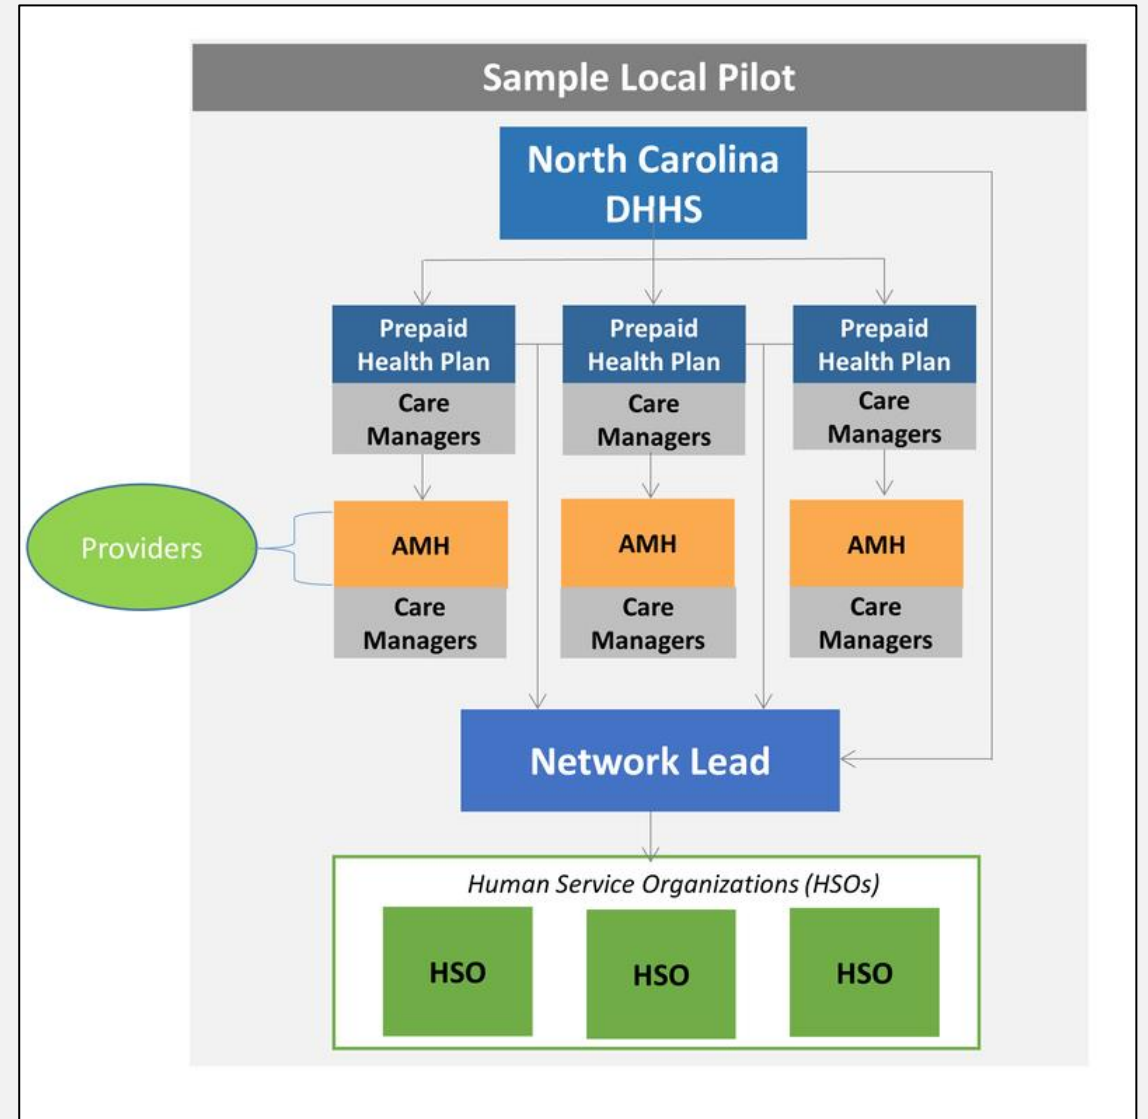 Sample Local Pilot
North Carolina
DHHS
Prepaid
Health Plan
Prepaid
Health Plan
Prepaid
Health Plan
Care
Managers
Care
Managers
Care
Managers
Providers
AMH
AMH
AMH
Care
Managers
Care
Managers
Care
Managers
Network Lead
Human Service Organizations (HSOs)
HSO
HSO
HSO